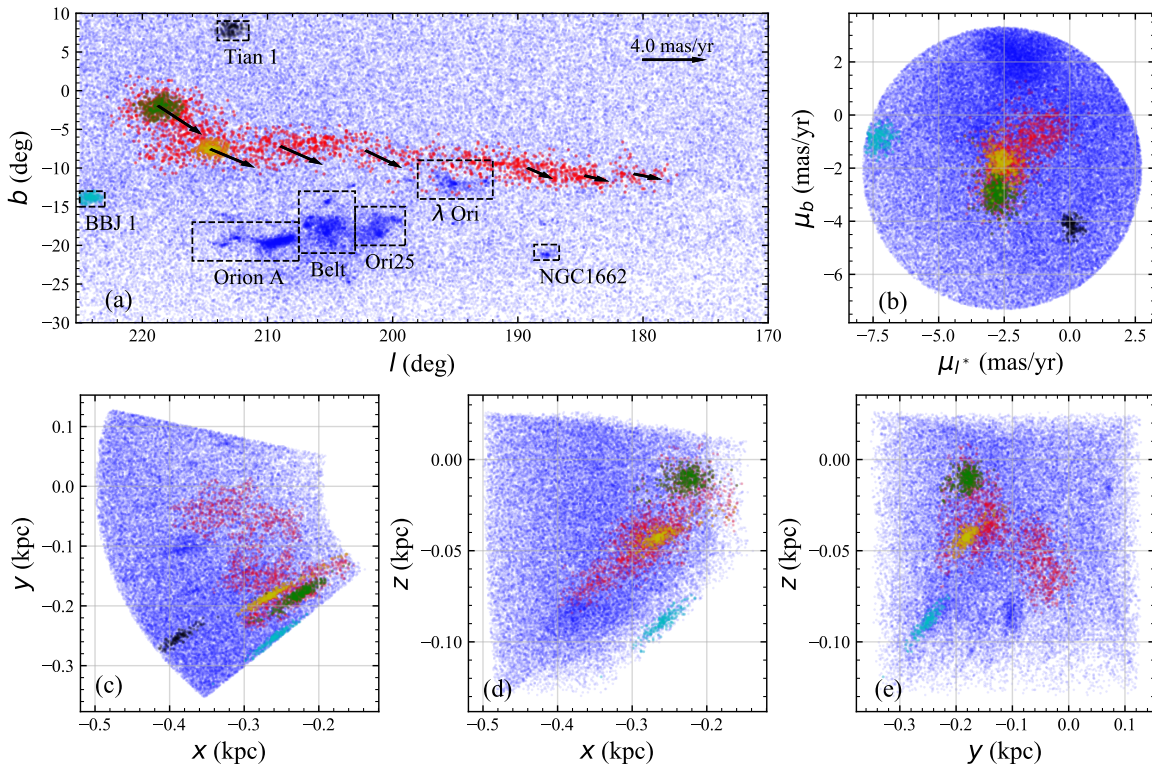 10
5
0
−5
−10
−15
−20
−25
−30
b (deg)
Tian 1
4.0 mas/yr
BBJ 1
Orion A
Belt
Ori25
λ Ori
NGC1662
(a)
220
210
200
190
180
170
l (deg)
2
0
−2
−4
−6
μb (mas/yr)
(b)
−7.5
−5.0
−2.5
0.0
2.5
μl* (mas/yr)
0.1
0.0
−0.1
−0.2
−0.3
y (kpc)
(c)
−0.5
−0.4
−0.3
−0.2
x (kpc)
0.00
−0.05
−0.10
z (kpc)
(d)
−0.5
−0.4
−0.3
−0.2
x (kpc)
0.00
−0.05
−0.10
z (kpc)
(e)
−0.3
−0.2
−0.1
0.0
0.1
y (kpc)